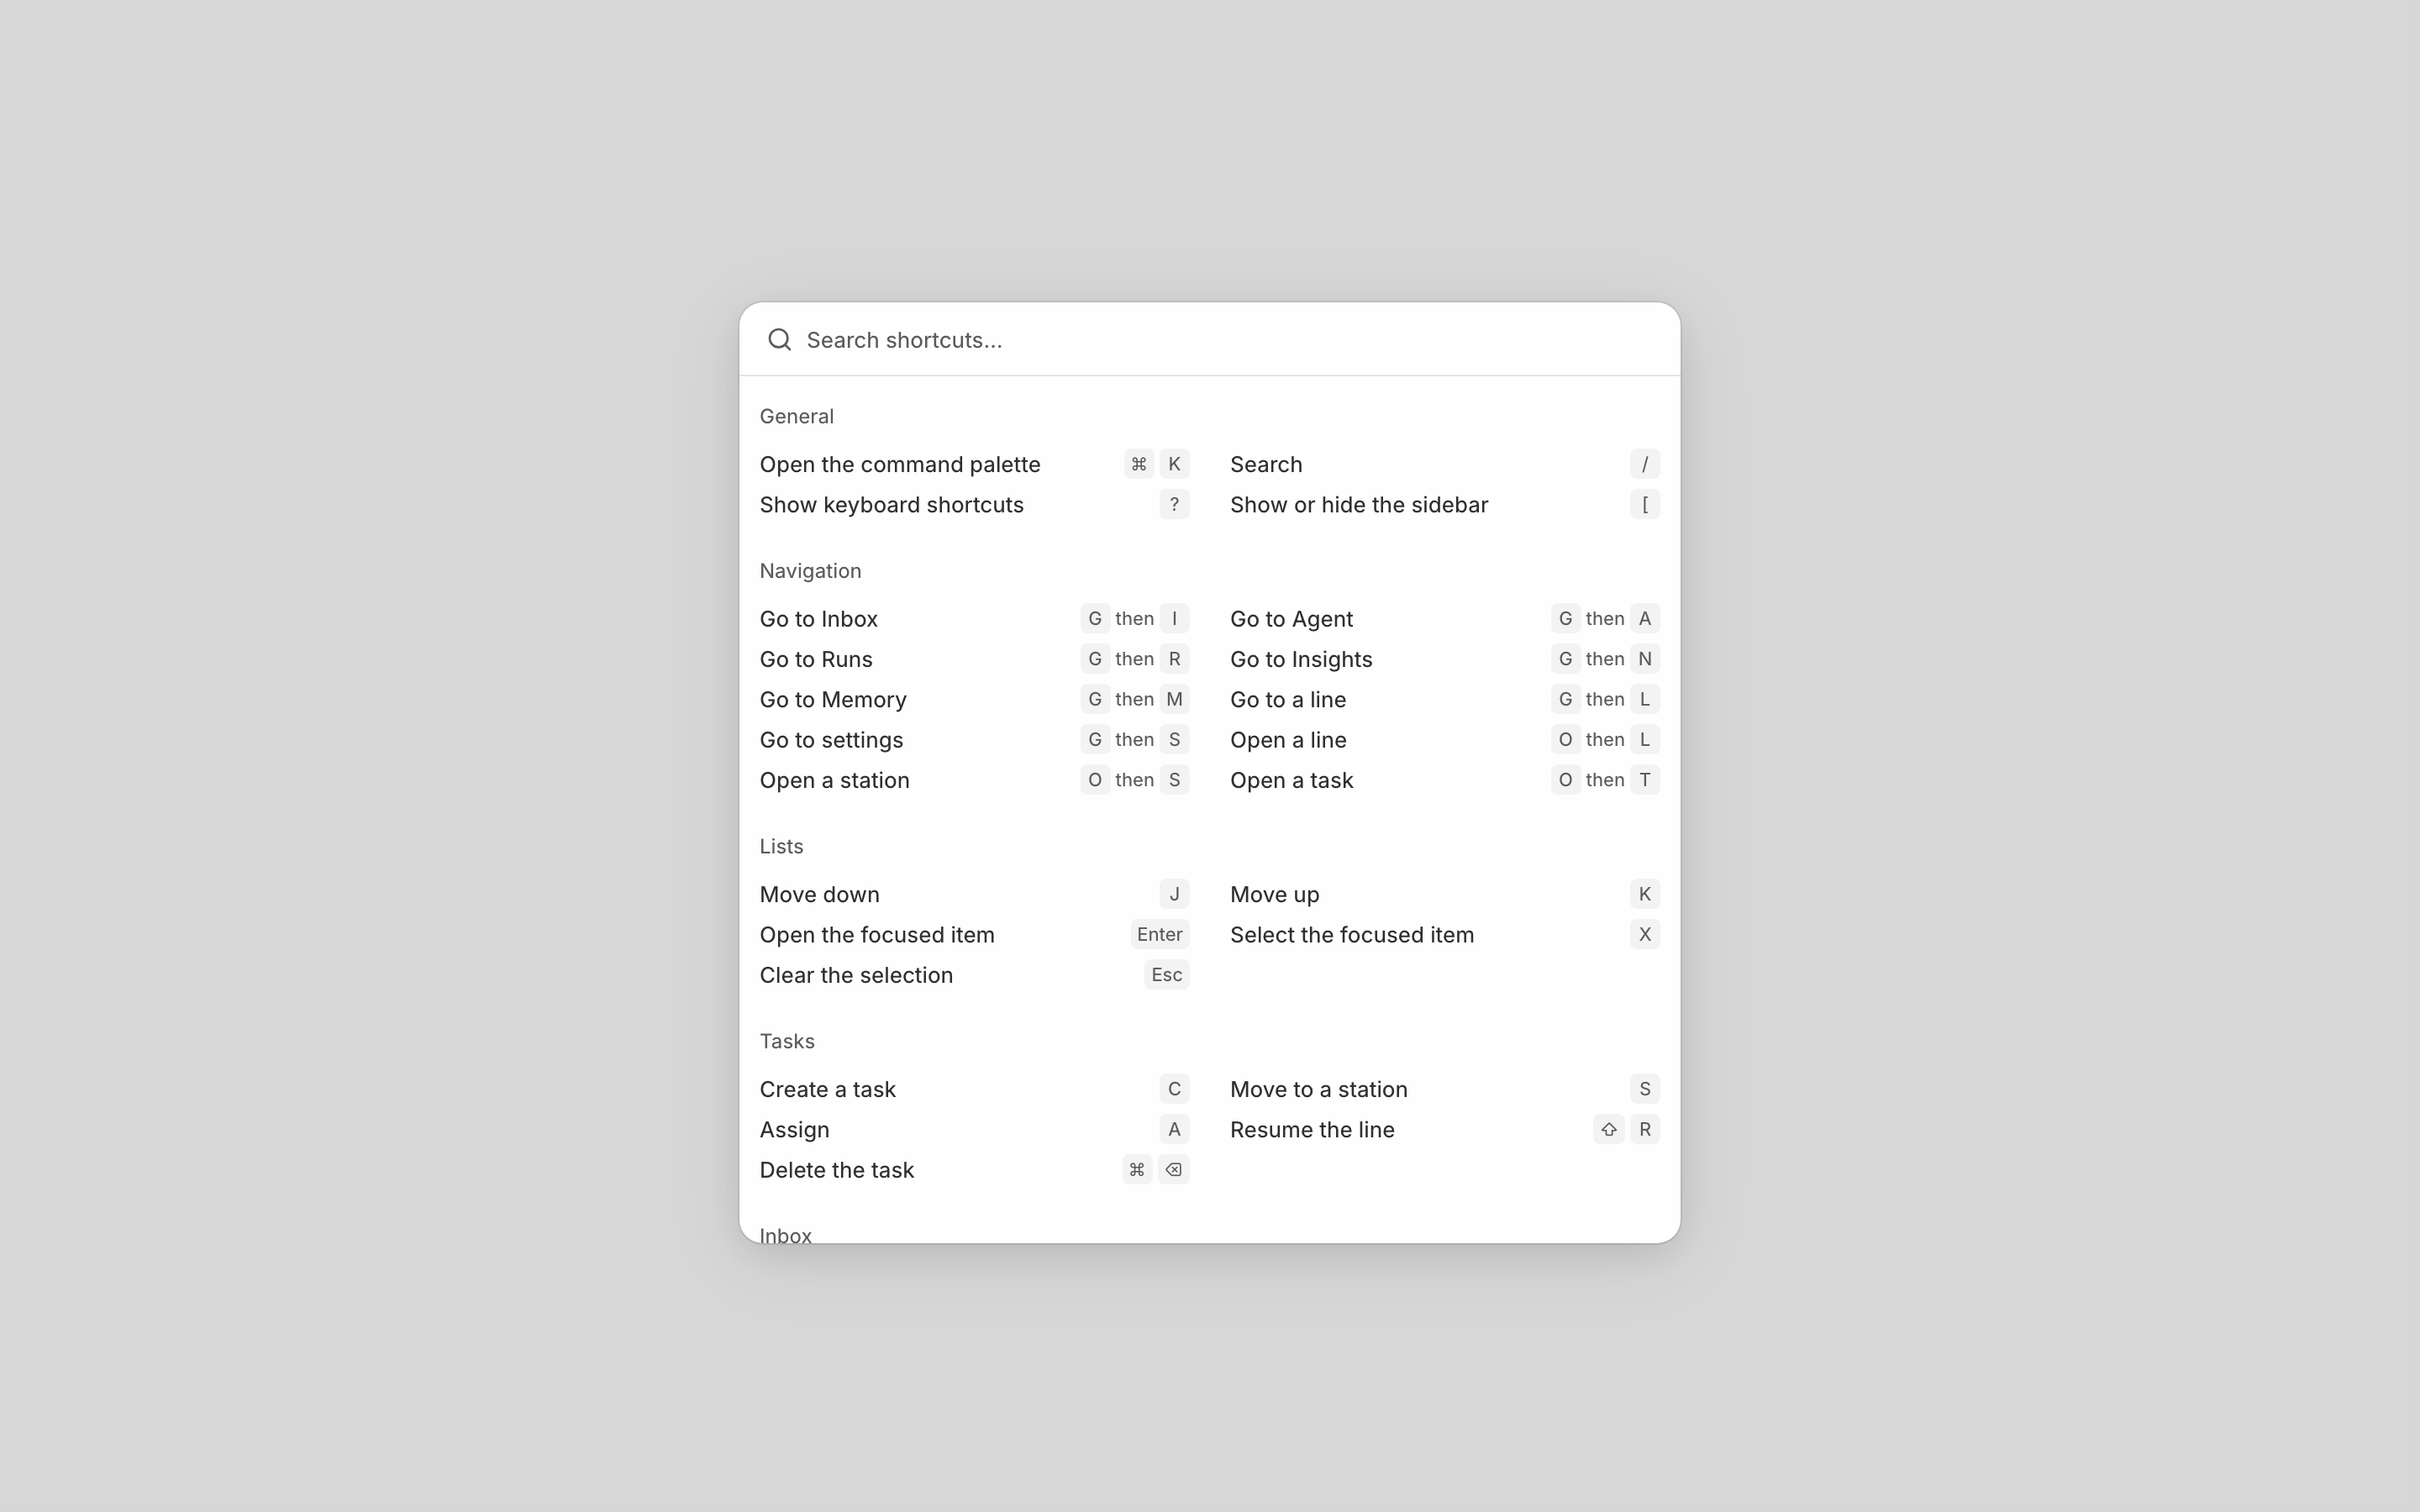 Search shortcuts...
General
Open the command palette ⌘ K
Search /
Show keyboard shortcuts ?
Show or hide the sidebar [
Navigation
Go to Inbox G then I
Go to Agent G then A
Go to Runs G then R
Go to Insights G then N
Go to Memory G then M
Go to a line G then L
Go to settings G then S
Open a line O then L
Open a station O then S
Open a task O then T
Lists
Move down J
Move up K
Open the focused item Enter
Select the focused item X
Clear the selection Esc
Tasks
Create a task C
Move to a station S
Assign A
Resume the line ⇧ R
Delete the task ⌘ ⌫
Inbox